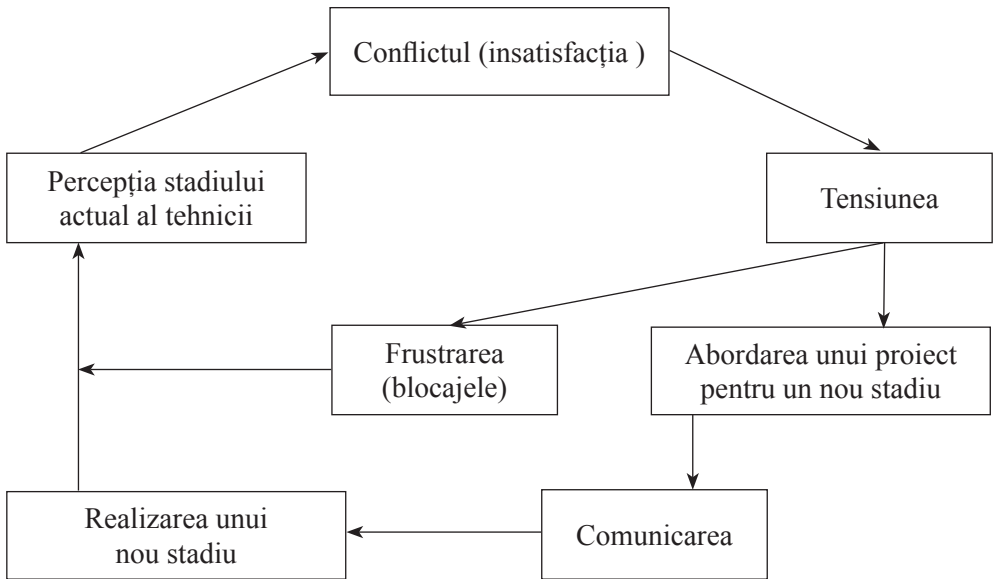 Conflictul (insatisfacția )
Percepția stadiului
actual al tehnicii
Tensiunea
Frustrarea
(blocajele)
Abordarea unui proiect
pentru un nou stadiu
Realizarea unui
nou stadiu
Comunicarea